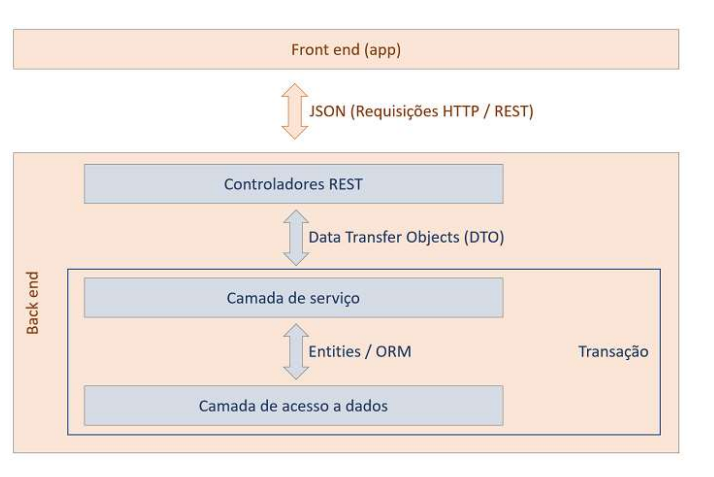 Front end (app)
JSON (Requisições HTTP / REST)
Controladores REST
Data Transfer Objects (DTO)
Back end
Camada de serviço
Entities / ORM
Transação
Camada de acesso a dados